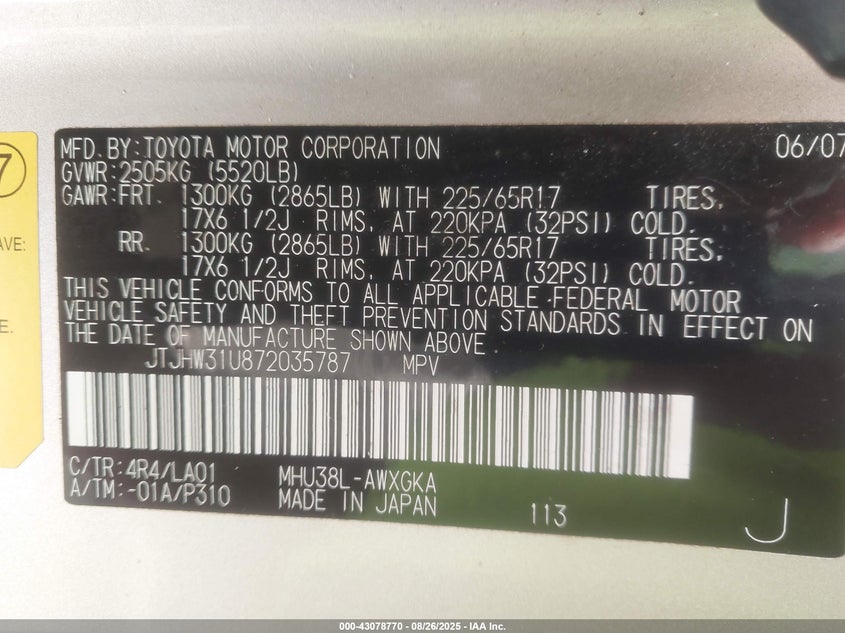 7
AVE:
E.
MFD.BY:TOYOTA MOTOR CORPORATION 06/07
GVWR:2505KG (5520LB)
GAWR:FRT. 1300KG (2865LB) WITH 225/65R17 TIRES,
17X6 1/2J RIMS, AT 220KPA (32PSI) COLD.
RR. 1300KG (2865LB) WITH 225/65R17 TIRES,
17X6 1/2J RIMS, AT 220KPA (32PSI) COLD.
THIS VEHICLE CONFORMS TO ALL APPLICABLE FEDERAL MOTOR
VEHICLE SAFETY AND THEFT PREVENTION STANDARDS IN EFFECT ON
THE DATE OF MANUFACTURE SHOWN ABOVE.
JTJHW31U872035787 MPV
C/TR:4R4/LA01 MHU38L-AWXGKA
A/TM:-01A/P310 MADE IN JAPAN 113 J
000-43078770 - 08/26/2025 - IAA Inc.